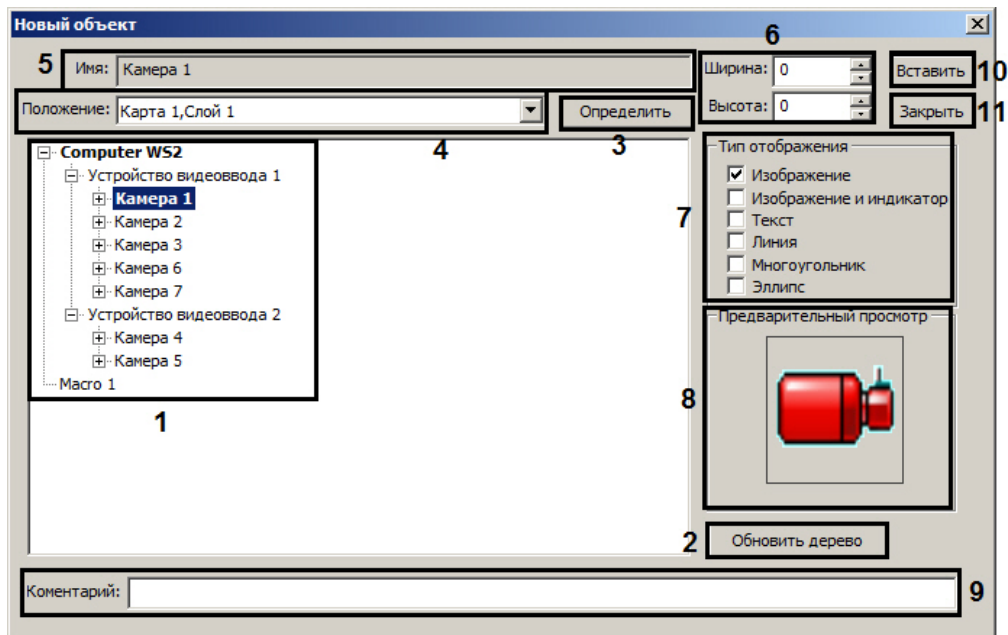 Новый объект
6
5 Имя: Камера 1 Ширина: 0 Вставить 10
Положение: Карта 1,Слой 1 Определить Высота: 0 Закрыть 11
4 3
Computer WS2 Тип отображения
Устройство видеоввода 1 Изображение
Камера 1 Изображение и индикатор
Камера 2 7 Текст
Камера 3 Линия
Камера 6 Многоугольник
Камера 7 Эллипс
Устройство видеоввода 2 Предварительный просмотр
Камера 4
Камера 5
Macro 1 8
1
2 Обновить дерево
Коментарий: 9